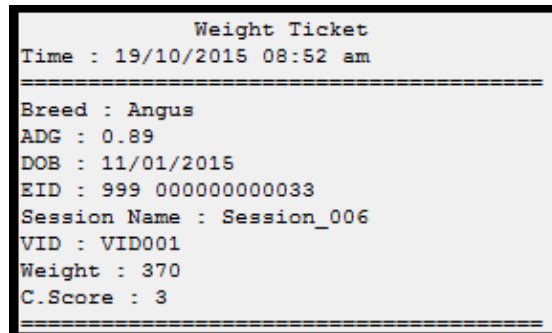 Weight Ticket
Time : 19/10/2015 08:52 am
=======================================
Breed : Angus
ADG : 0.89
DOB : 11/01/2015
EID : 999 000000000033
Session Name : Session_006
VID : VID001
Weight : 370
C.Score : 3
=======================================